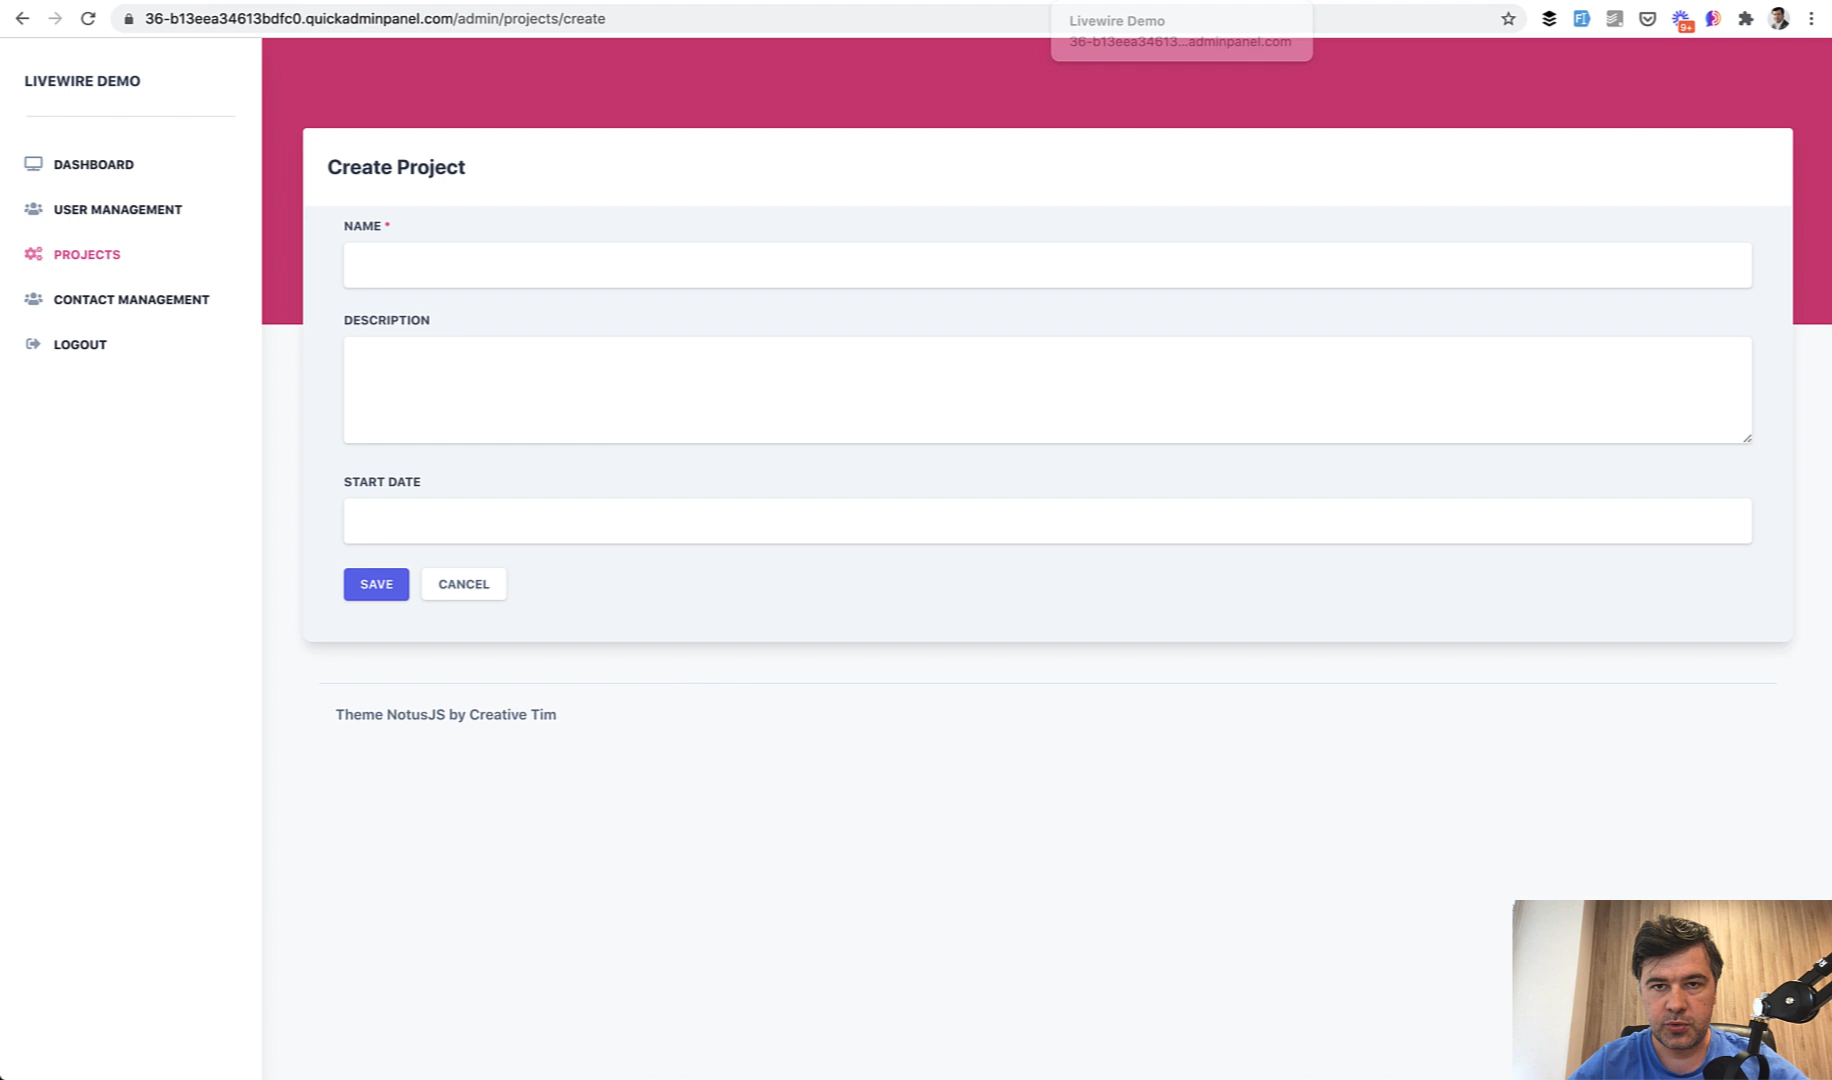 36-b13eea34613bdfc0.quickadminpanel.com/admin/projects/create
Livewire Demo
36-b13eea34613...adminpanel.com
9+
LIVEWIRE DEMO
DASHBOARD
USER MANAGEMENT
PROJECTS
CONTACT MANAGEMENT
LOGOUT
Create Project
NAME *
DESCRIPTION
START DATE
SAVE
CANCEL
Theme NotusJS by Creative Tim